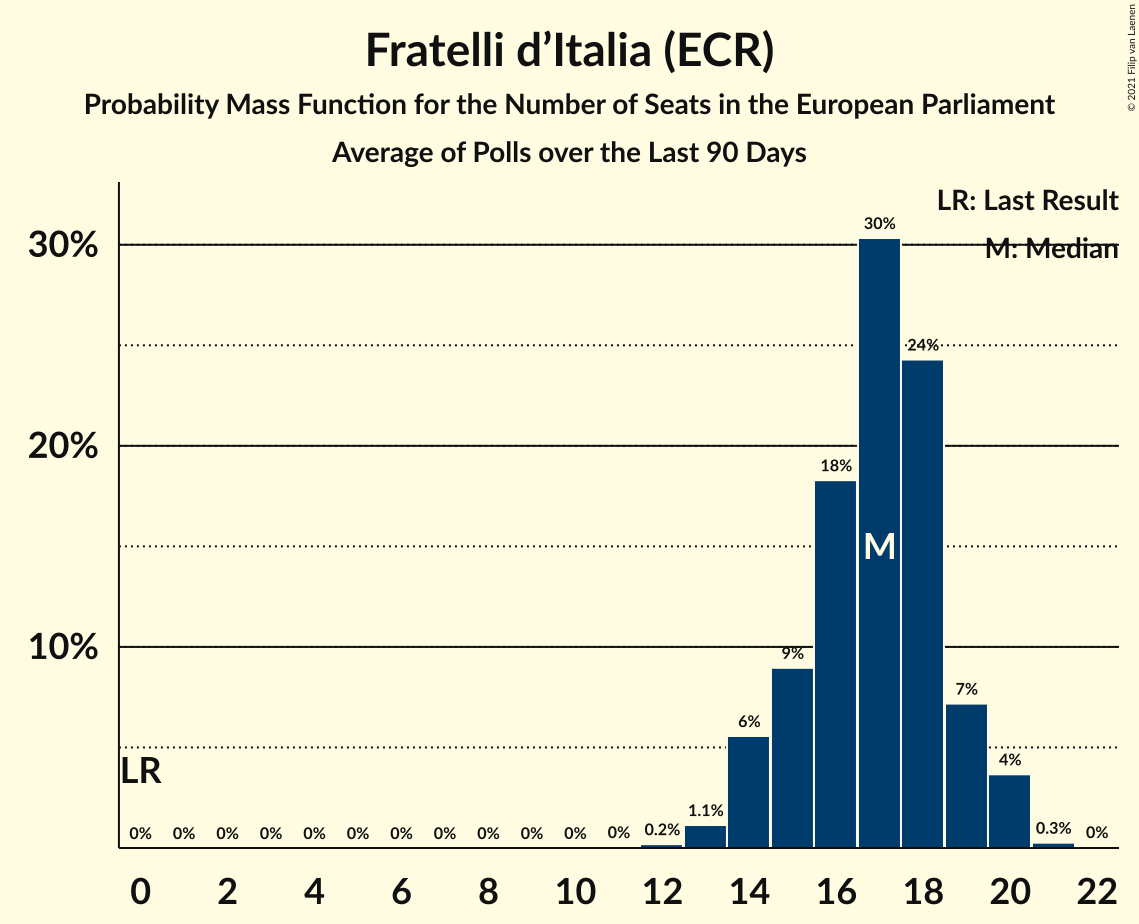 Fratelli d’Italia (ECR)
Probability Mass Function for the Number of Seats in the European Parliament
Average of Polls over the Last 90 Days
© 2021 Filip van Laenen
LR: Last Result
M: Median
30%
20%
10%
30%
24%
18%
M
9%
7%
6%
4%
LR
1.1%
0% 0% 0% 0% 0% 0% 0% 0% 0% 0% 0% 0% 0.2% 0.3% 0%
0 2 4 6 8 10 12 14 16 18 20 22